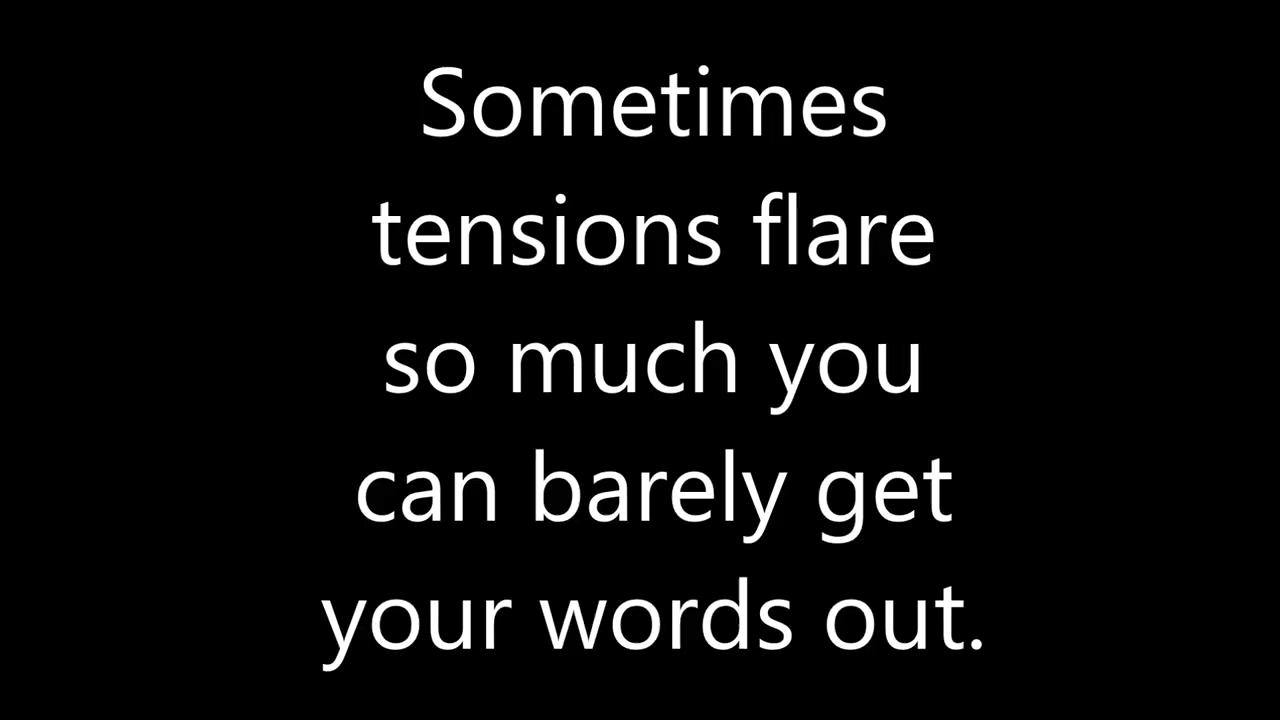 Sometimes
tensions flare
so much you
can barely get
your words out.